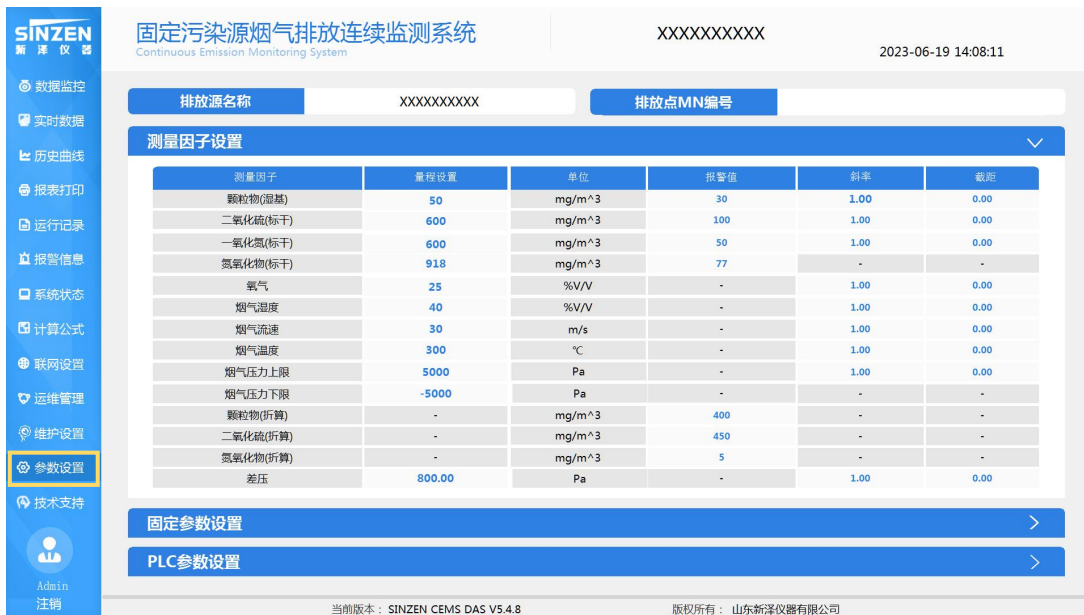 SINZEN
新泽仪器
固定污染源烟气排放连续监测系统
Continuous Emission Monitoring System
XXXXXXXXXX
2023-06-19 14:08:11
数据监控
实时数据
历史曲线
报表打印
运行记录
报警信息
系统状态
计算公式
联网设置
运维管理
维护设置
参数设置
技术支持
Admin
注销
排放源名称 XXXXXXXXXX 排放点MN编号
测量因子设置
测量因子 量程设置 单位 报警值 斜率 截距
颗粒物(湿基) 50 mg/m^3 30 1.00 0.00
二氧化硫(标干) 600 mg/m^3 100 1.00 0.00
一氧化氮(标干) 600 mg/m^3 50 1.00 0.00
氮氧化物(标干) 918 mg/m^3 77 - -
氧气 25 %V/V - 1.00 0.00
烟气湿度 40 %V/V - 1.00 0.00
烟气流速 30 m/s - 1.00 0.00
烟气温度 300 ℃ - 1.00 0.00
烟气压力上限 5000 Pa - 1.00 0.00
烟气压力下限 -5000 Pa - - -
颗粒物(折算) - mg/m^3 400 - -
二氧化硫(折算) - mg/m^3 450 - -
氮氧化物(折算) - mg/m^3 5 - -
差压 800.00 Pa - 1.00 0.00
固定参数设置
PLC参数设置
当前版本： SINZEN CEMS DAS V5.4.8 版权所有： 山东新泽仪器有限公司